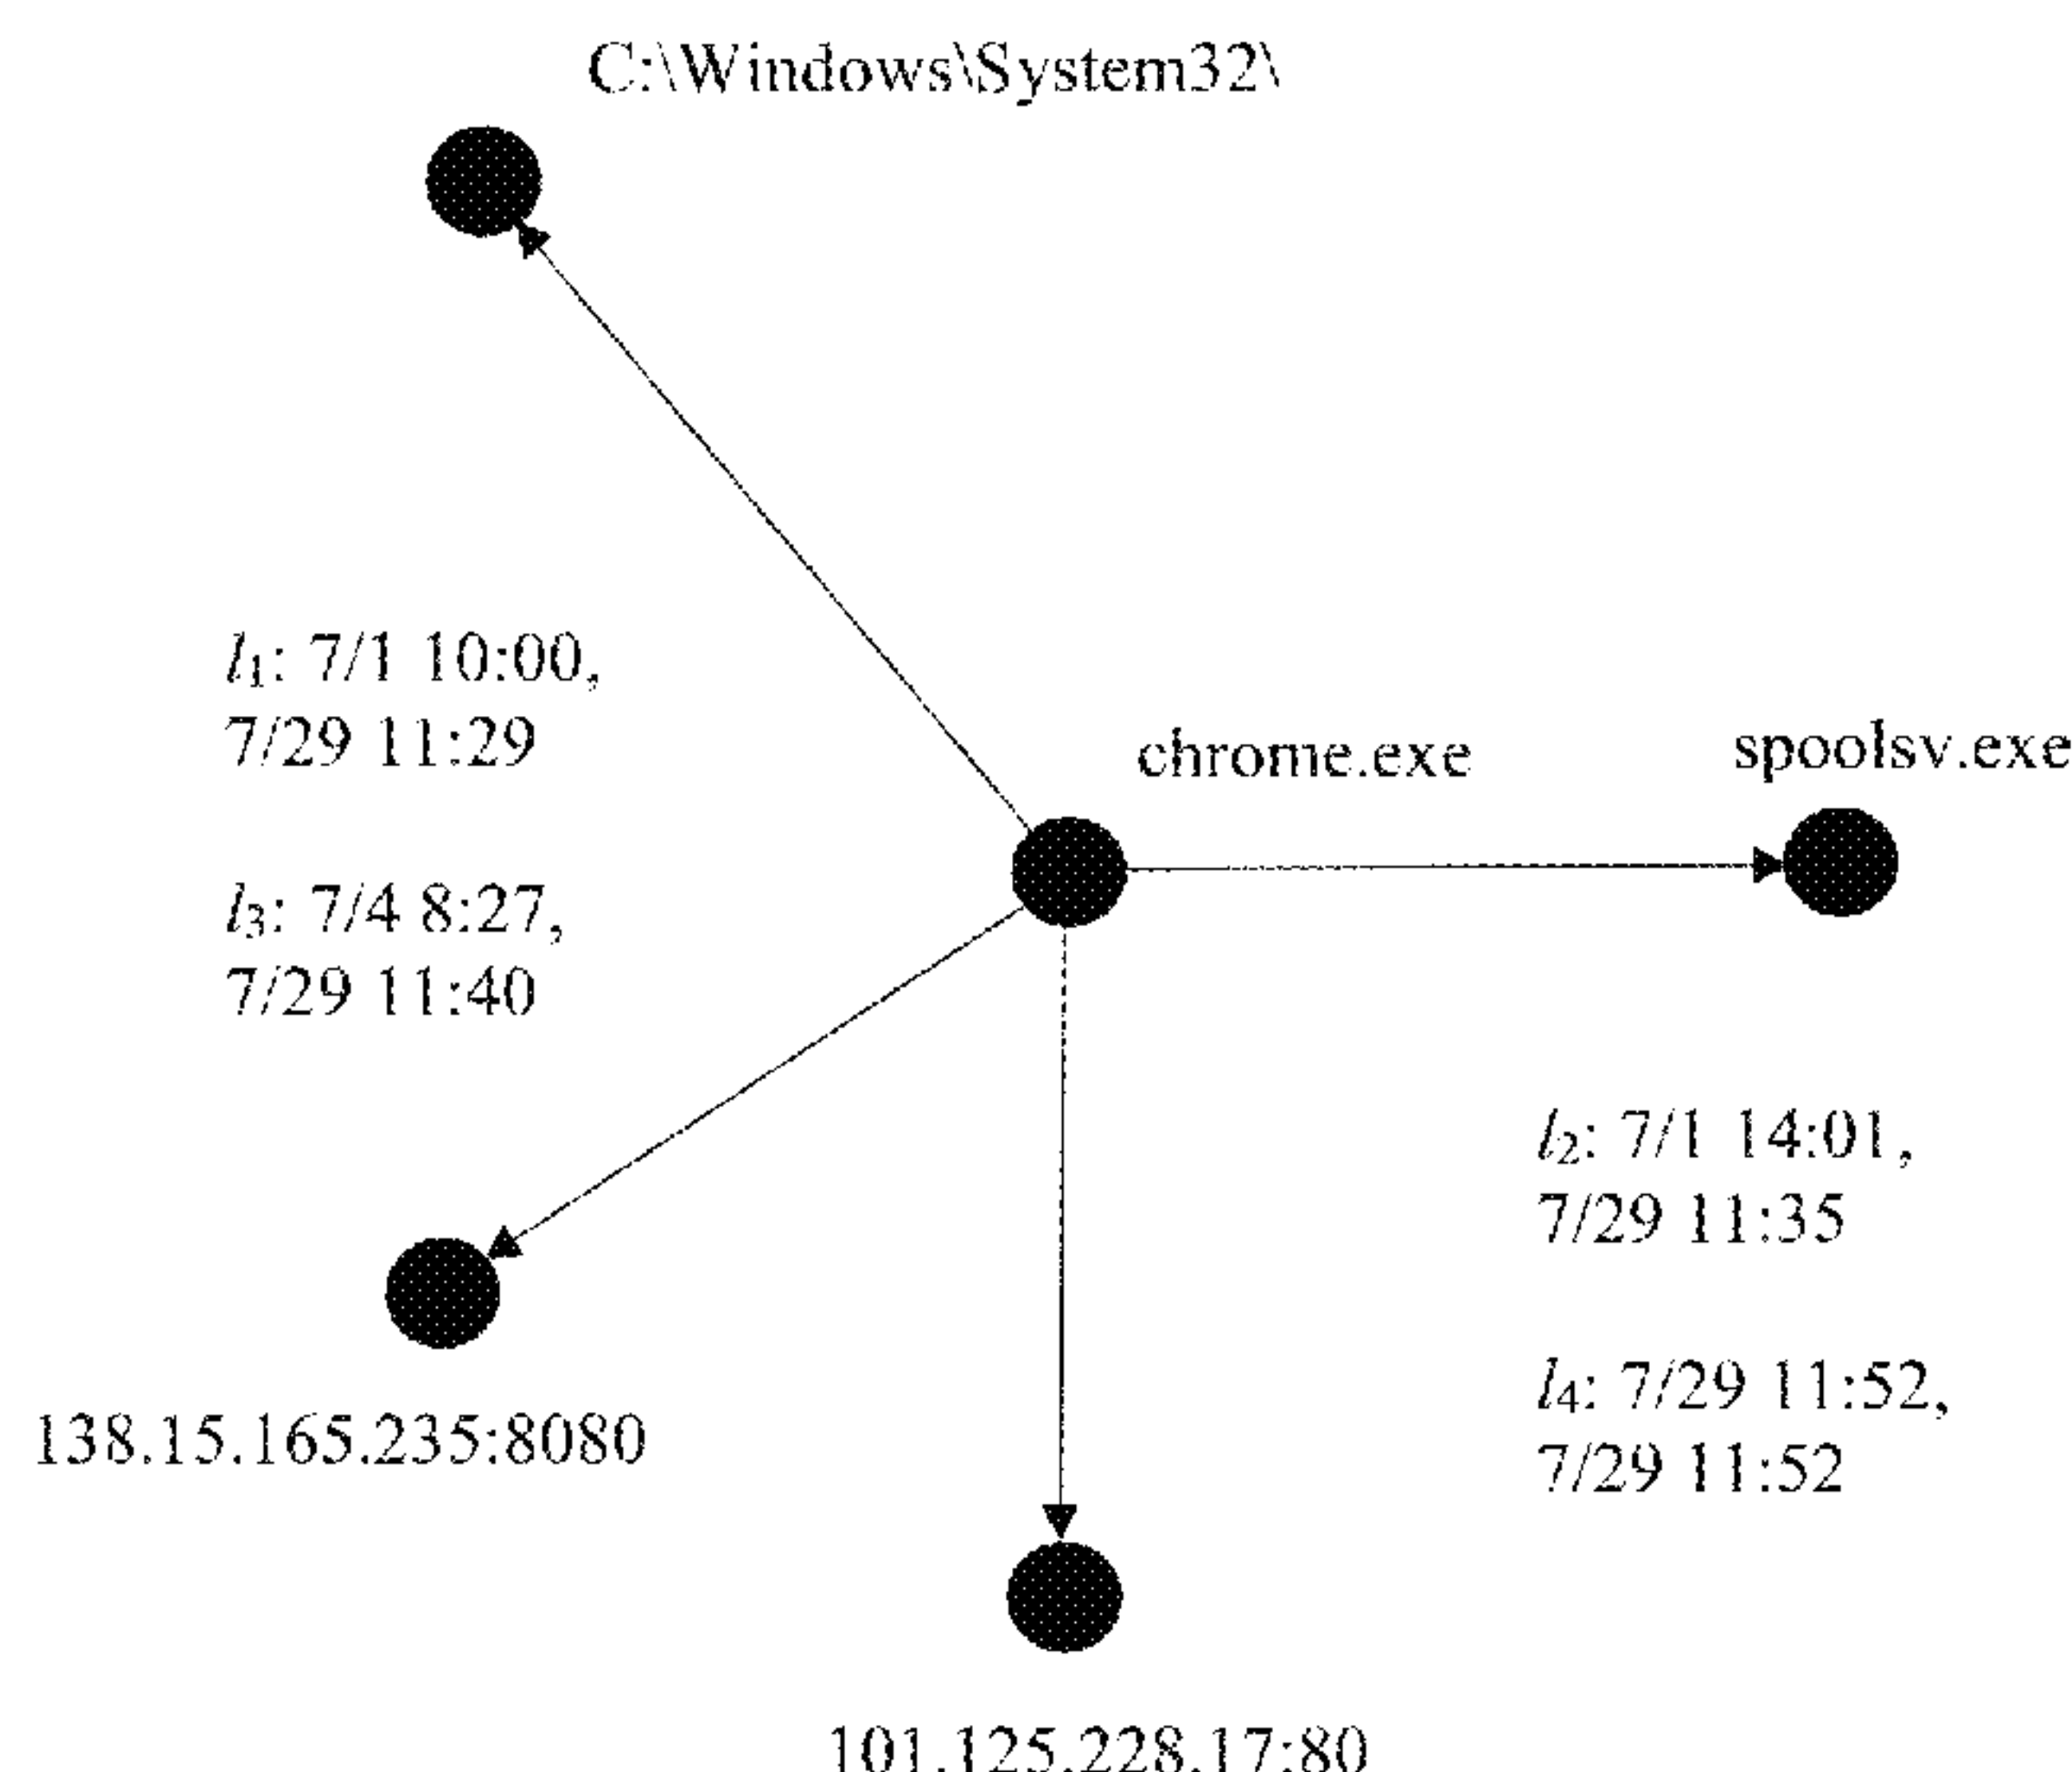 C:\Windows\System32\
l1: 7/1 10:00,
7/29 11:29
chrome.exe
spoolsv.exe
l3: 7/4 8:27,
7/29 11:40
l2: 7/1 14:01,
7/29 11:35
l4: 7/29 11:52,
7/29 11:52
138.15.165.235:8080
101.125.228.17:80